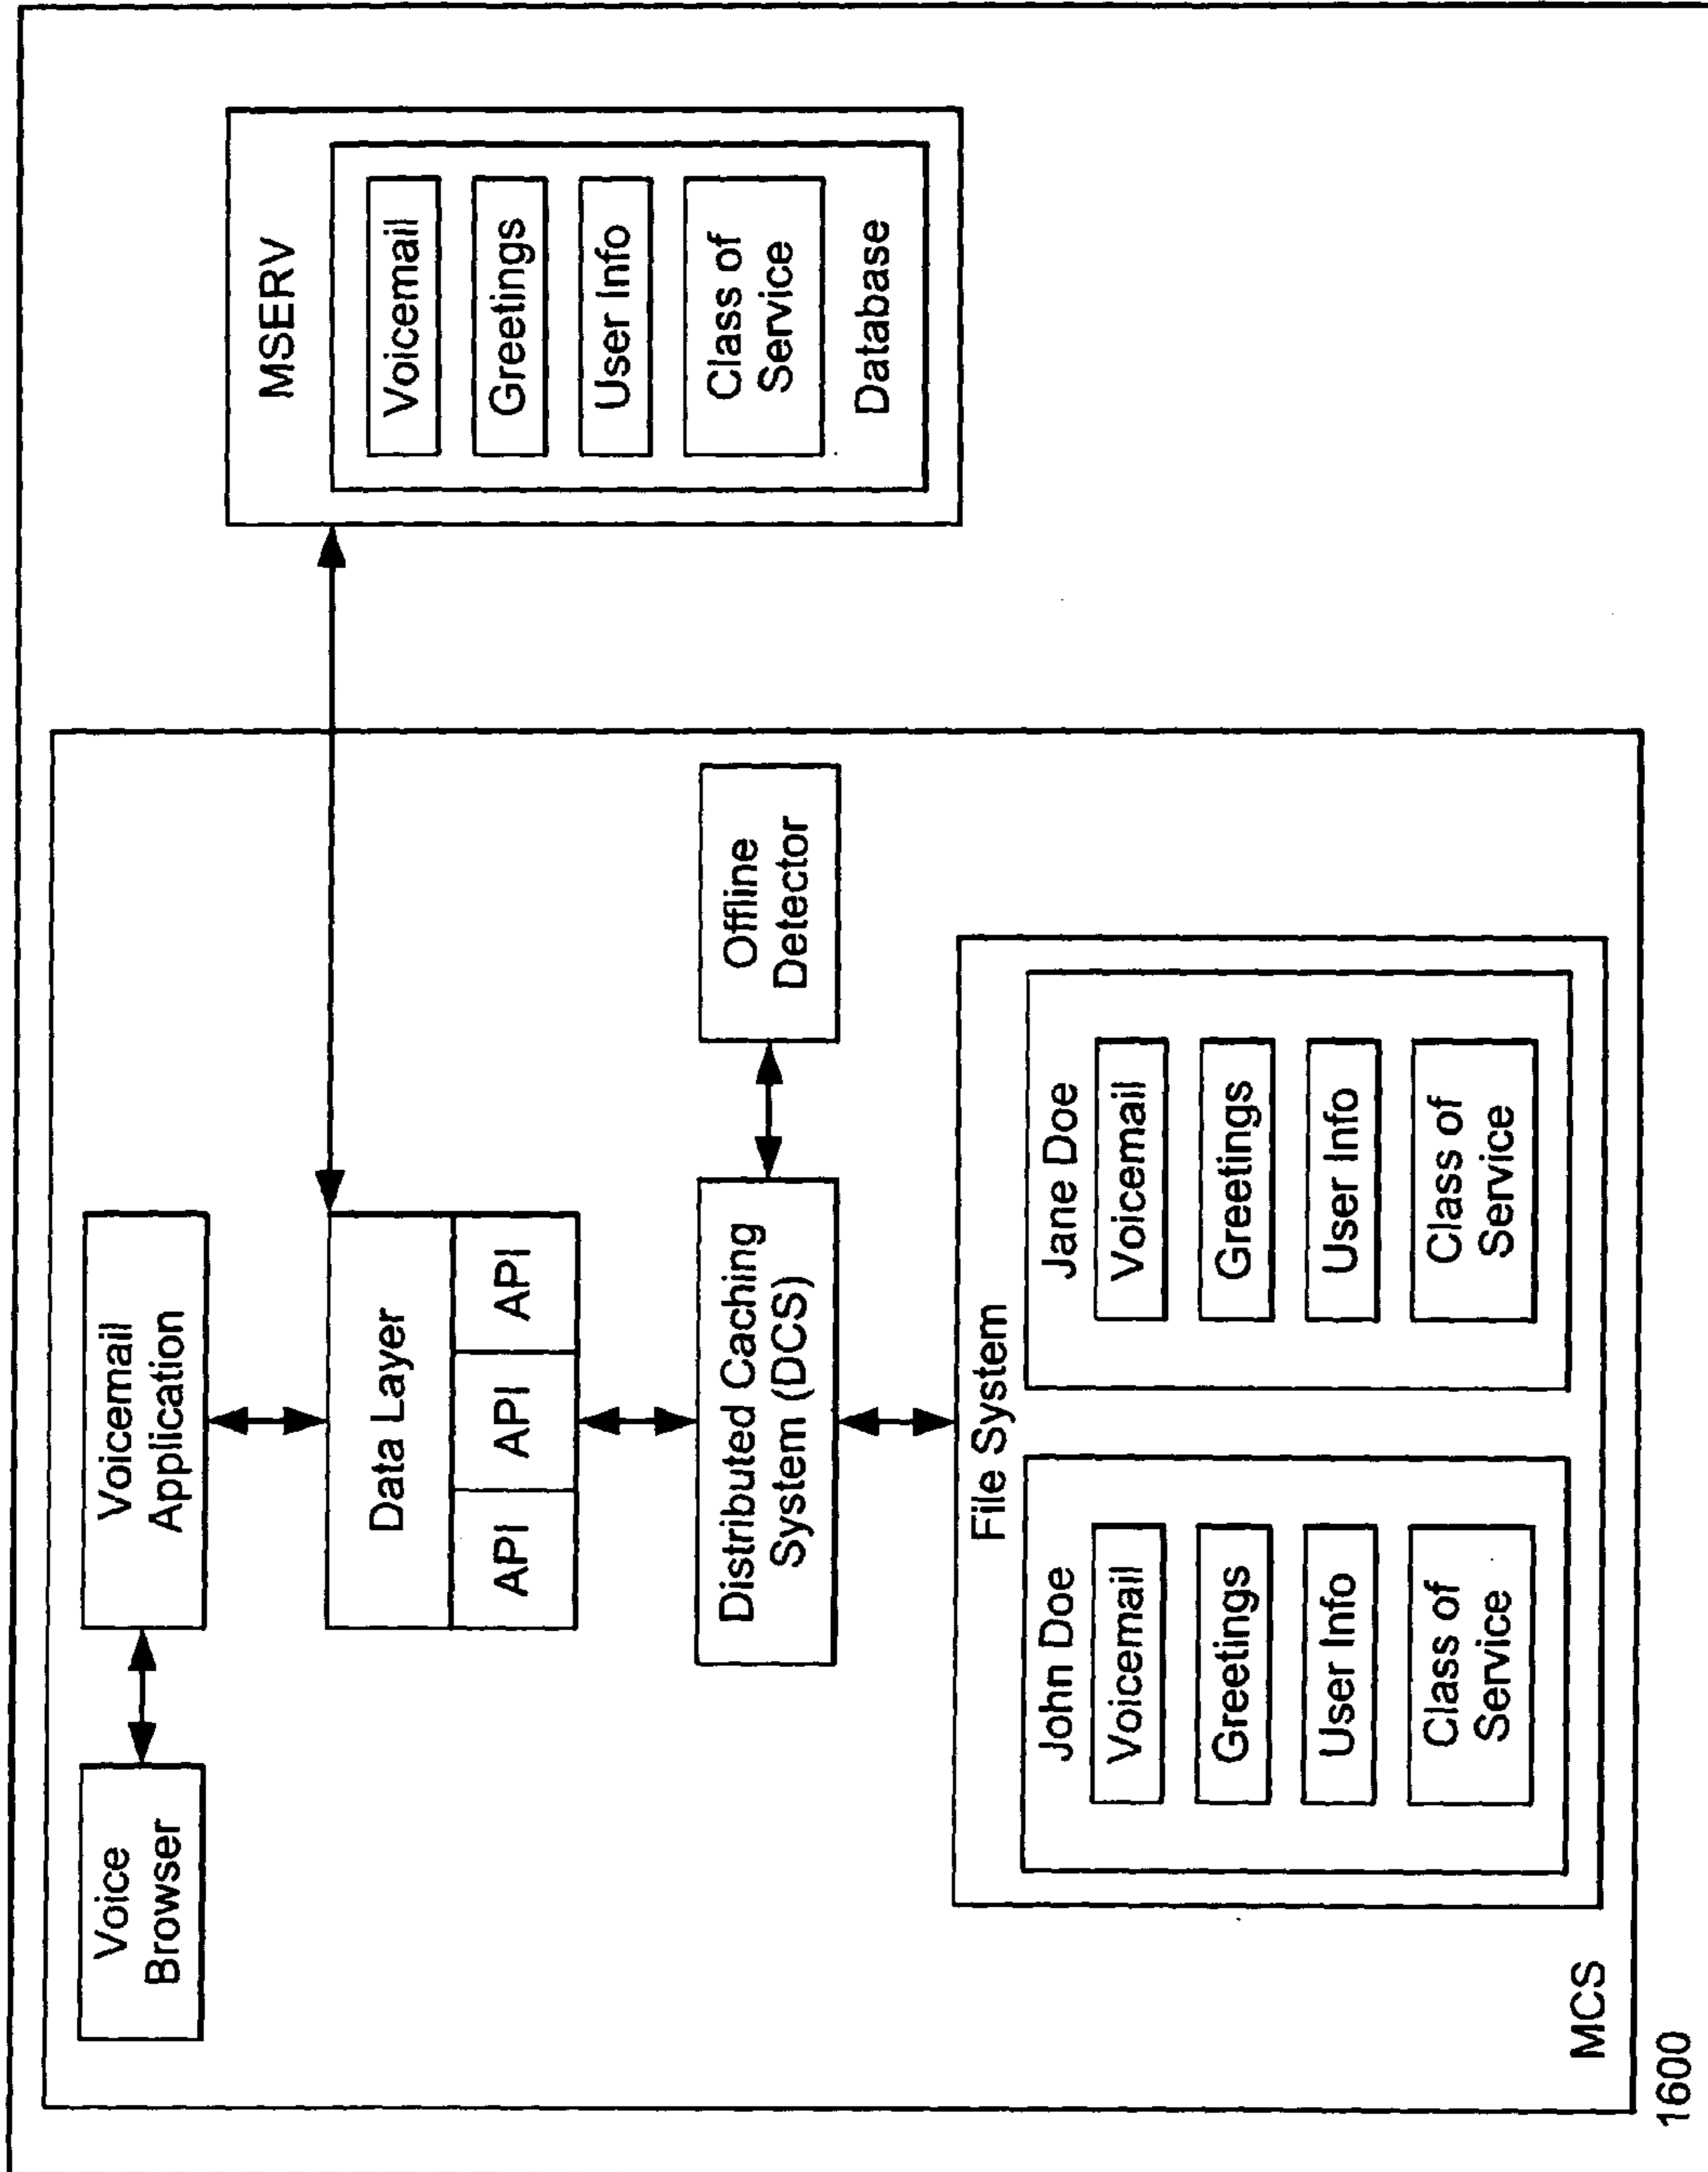 Voice
Browser
Voicemail
Application
Data Layer
API
API
API
Distributed Caching
System (DCS)
Offline
Detector
File System
John Doe
Voicemail
Greetings
User Info
Class of
Service
Jane Doe
Voicemail
Greetings
User Info
Class of
Service
MCS
MSERV
Voicemail
Greetings
User Info
Class of
Service
Database
1600